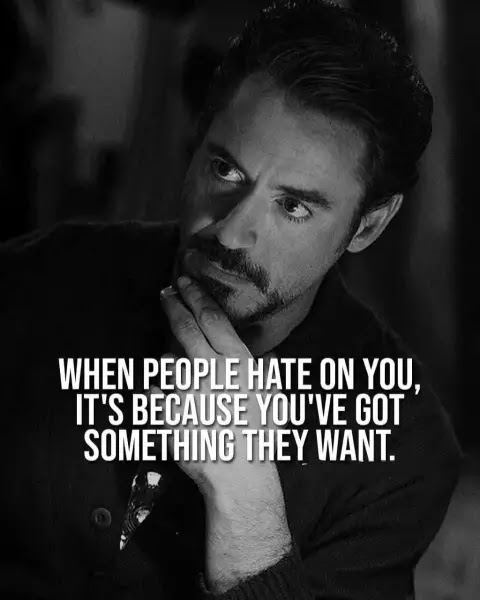 WHEN PEOPLE HATE ON YOU,
IT'S BECAUSE YOU'VE GOT
SOMETHING THEY WANT.